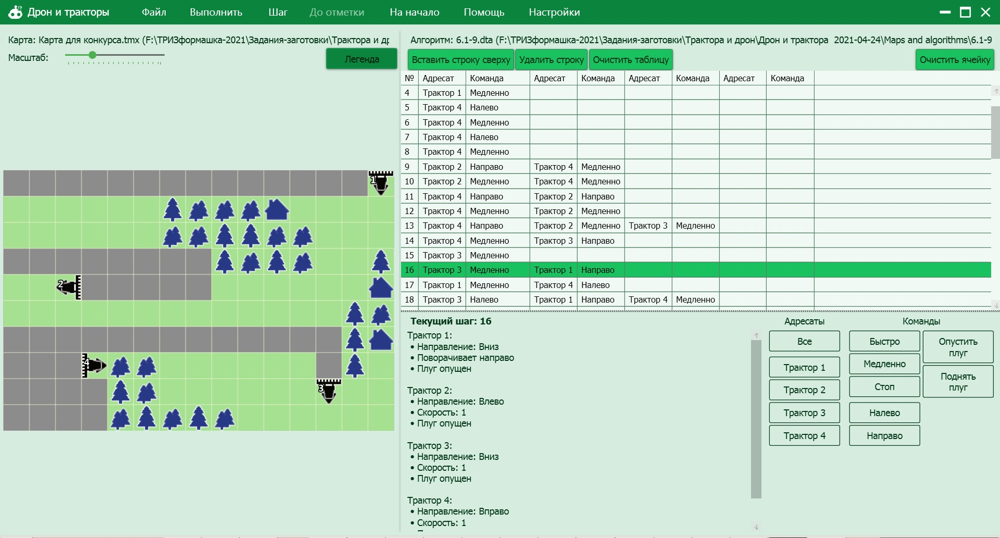 Дрон и тракторы Файл Выполнить Шаг До отметки На начало Помощь Настройки
Карта: Карта для конкурса.tmx (F:\ТРИЗформашка-2021\Задания-заготовки\Трактора и др
Масштаб:
Легенда
1
2
4
3
Алгоритм: 6.1-9.dta (F:\ТРИЗформашка-2021\Задания-заготовки\Трактора и дрон\Дрон и трактора 2021-04-24\Maps and algorithms\6.1-9
Вставить строку сверху Удалить строку Очистить таблицу Очистить ячейку
№ Адресат Команда Адресат Команда Адресат Команда Адресат Команда
4 Трактор 1 Медленно
5 Трактор 4 Налево
6 Трактор 4 Медленно
7 Трактор 4 Налево
8 Трактор 4 Медленно
9 Трактор 2 Направо Трактор 4 Медленно
10 Трактор 2 Медленно Трактор 4 Медленно
11 Трактор 4 Направо Трактор 2 Направо
12 Трактор 4 Медленно Трактор 2 Медленно
13 Трактор 4 Направо Трактор 2 Медленно Трактор 3 Медленно
14 Трактор 4 Медленно Трактор 3 Направо
15 Трактор 3 Медленно
16 Трактор 3 Медленно Трактор 1 Направо
17 Трактор 1 Медленно Трактор 4 Налево
18 Трактор 3 Налево Трактор 1 Направо Трактор 4 Медленно
Текущий шаг: 16
Трактор 1:
• Направление: Вниз
• Поворачивает направо
• Плуг опущен
Трактор 2:
• Направление: Влево
• Скорость: 1
• Плуг опущен
Трактор 3:
• Направление: Вниз
• Скорость: 1
• Плуг опущен
Трактор 4:
• Направление: Вправо
• Скорость: 1
Адресаты
Все
Трактор 1
Трактор 2
Трактор 3
Трактор 4
Команды
Быстро
Медленно
Стоп
Налево
Направо
Опустить
плуг
Поднять
плуг